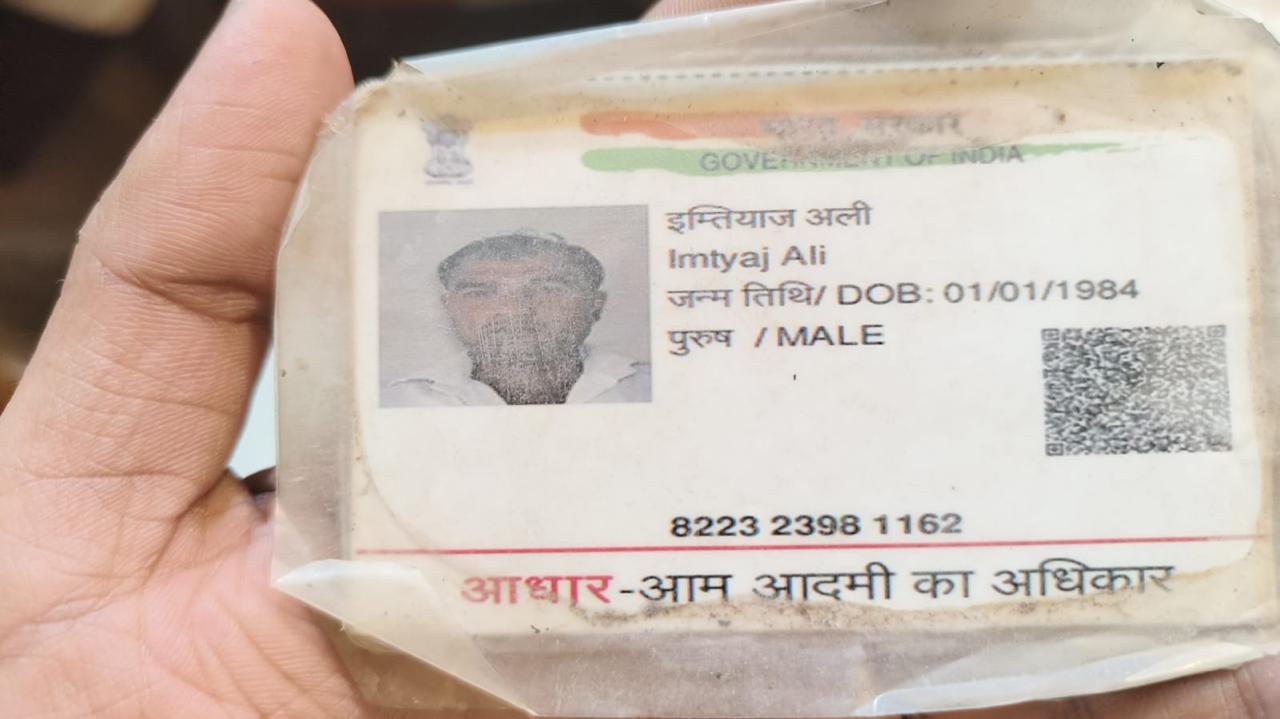 भारत सरकार
GOVERNMENT OF INDIA
इम्तियाज अली
Imtyaj Ali
जन्म तिथि/ DOB: 01/01/1984
पुरुष / MALE
8223 2398 1162
आधार-आम आदमी का अधिकार